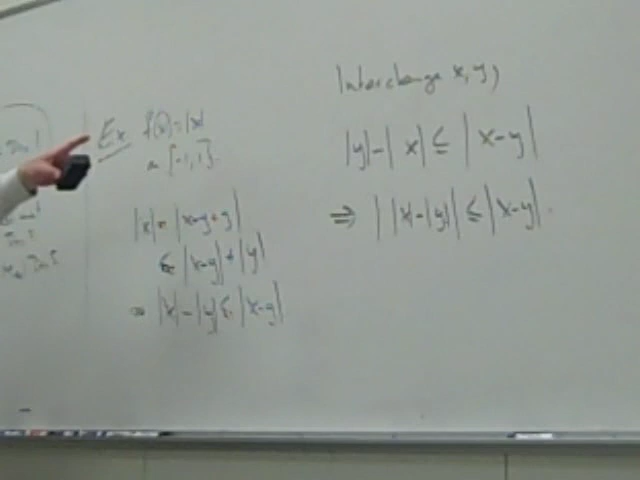 Ex f(x)=|x|
on [-1,1].
|x| = |x-y+y|
≤ |x-y|+|y|
⇒ |x|-|y| ≤ |x-y|
Interchange x, y,
|y|-|x| ≤ |x-y|
⇒ ||x|-|y|| ≤ |x-y|.